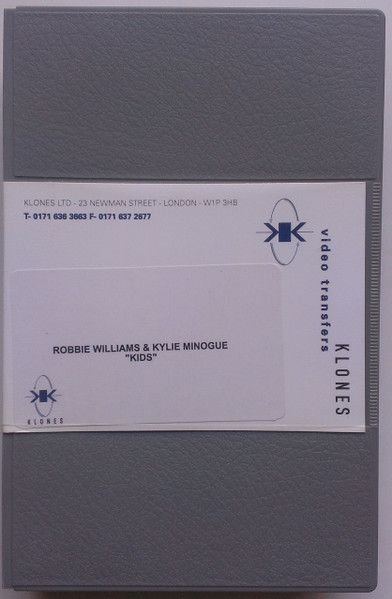 KLONES LTD - 23 NEWMAN STREET - LONDON - W1P 3HB
T- 0171 636 3663 F- 0171 637 2677
video transfers
KLONES
ROBBIE WILLIAMS & KYLIE MINOGUE
"KIDS"
KLONES